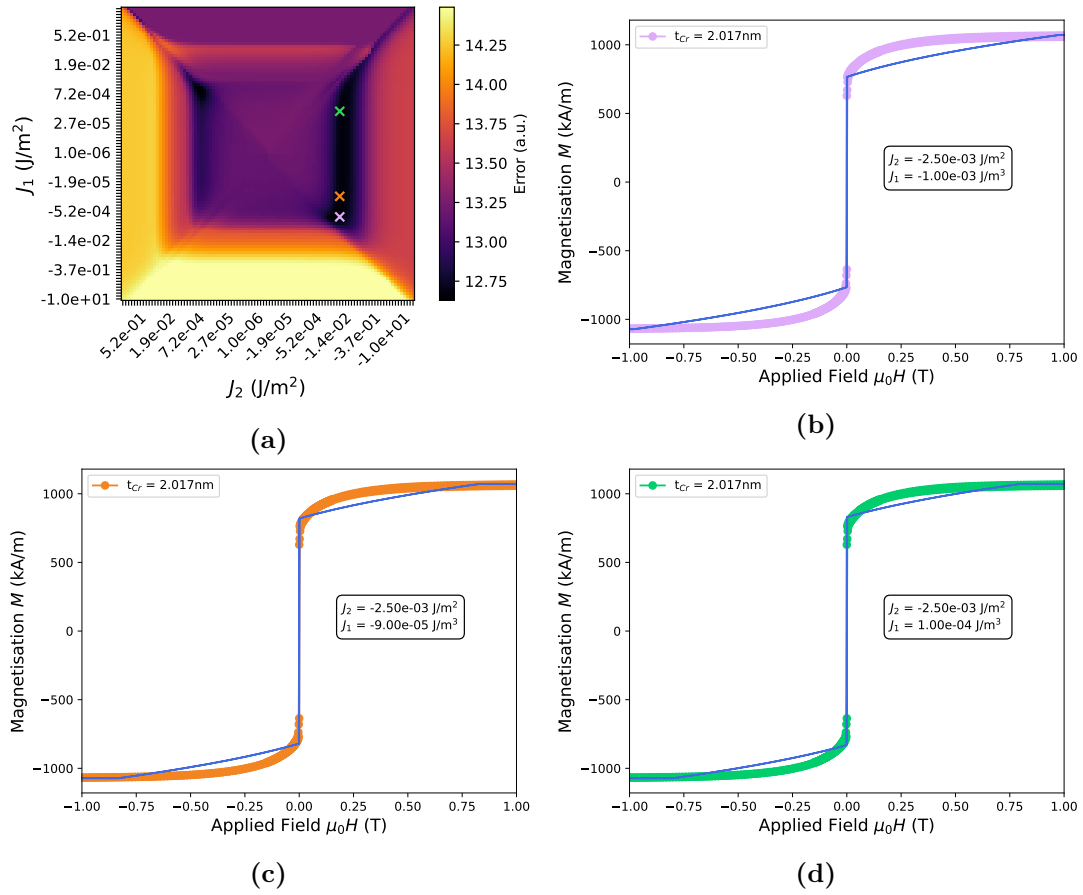 5.2e-01
1.9e-02
7.2e-04
2.7e-05
1.0e-06
-1.9e-05
-5.2e-04
-1.4e-02
-3.7e-01
-1.0e+01
J₁ (J/m²)
5.2e-01
1.9e-02
7.2e-04
2.7e-05
1.0e-06
-1.9e-05
-5.2e-04
-1.4e-02
-3.7e-01
-1.0e+01
J₂ (J/m²)
14.25
14.00
13.75
13.50
13.25
13.00
12.75
Error (a.u.)
(a)
t_Cr = 2.017nm
1000
500
0
−500
−1000
Magnetisation M (kA/m)
J₂ = -2.50e-03 J/m²
J₁ = -1.00e-03 J/m³
−1.00 −0.75 −0.50 −0.25 0.00 0.25 0.50 0.75 1.00
Applied Field μ₀H (T)
(b)
t_Cr = 2.017nm
1000
500
0
−500
−1000
Magnetisation M (kA/m)
J₂ = -2.50e-03 J/m²
J₁ = -9.00e-05 J/m³
−1.00 −0.75 −0.50 −0.25 0.00 0.25 0.50 0.75 1.00
Applied Field μ₀H (T)
(c)
t_Cr = 2.017nm
1000
500
0
−500
−1000
Magnetisation M (kA/m)
J₂ = -2.50e-03 J/m²
J₁ = 1.00e-04 J/m³
−1.00 −0.75 −0.50 −0.25 0.00 0.25 0.50 0.75 1.00
Applied Field μ₀H (T)
(d)